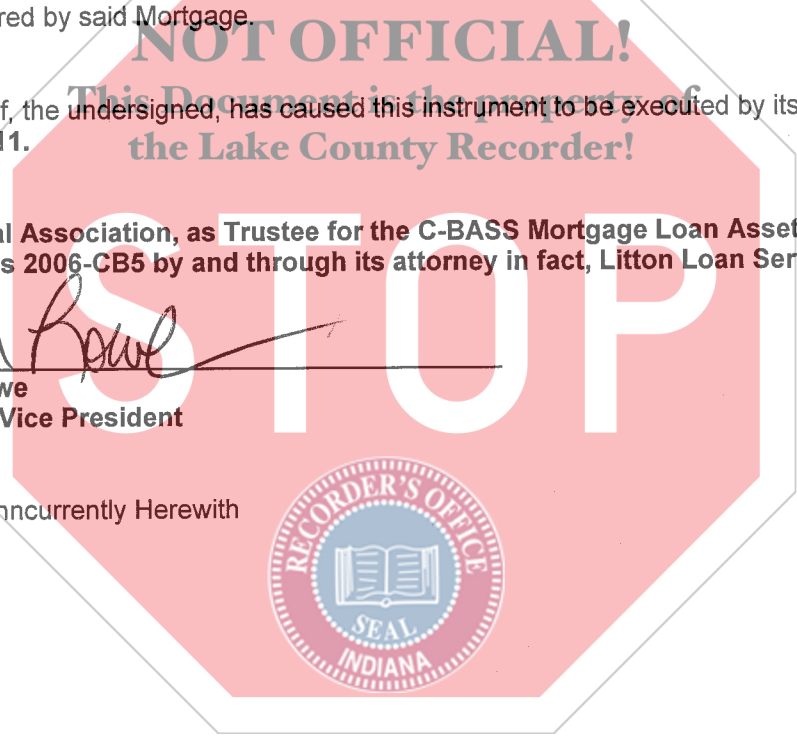 red by said Mortgage.
NOT OFFICIAL!
This Document is the property of
f, the undersigned, has caused this instrument to be executed by its
the Lake County Recorder!
11.
al Association, as Trustee for the C-BASS Mortgage Loan Asset
s 2006-CB5 by and through its attorney in fact, Litton Loan Ser
STOP
Rowe
we
Vice President
ncurrently Herewith
RECORDER'S OFFICE
SEAL
INDIANA